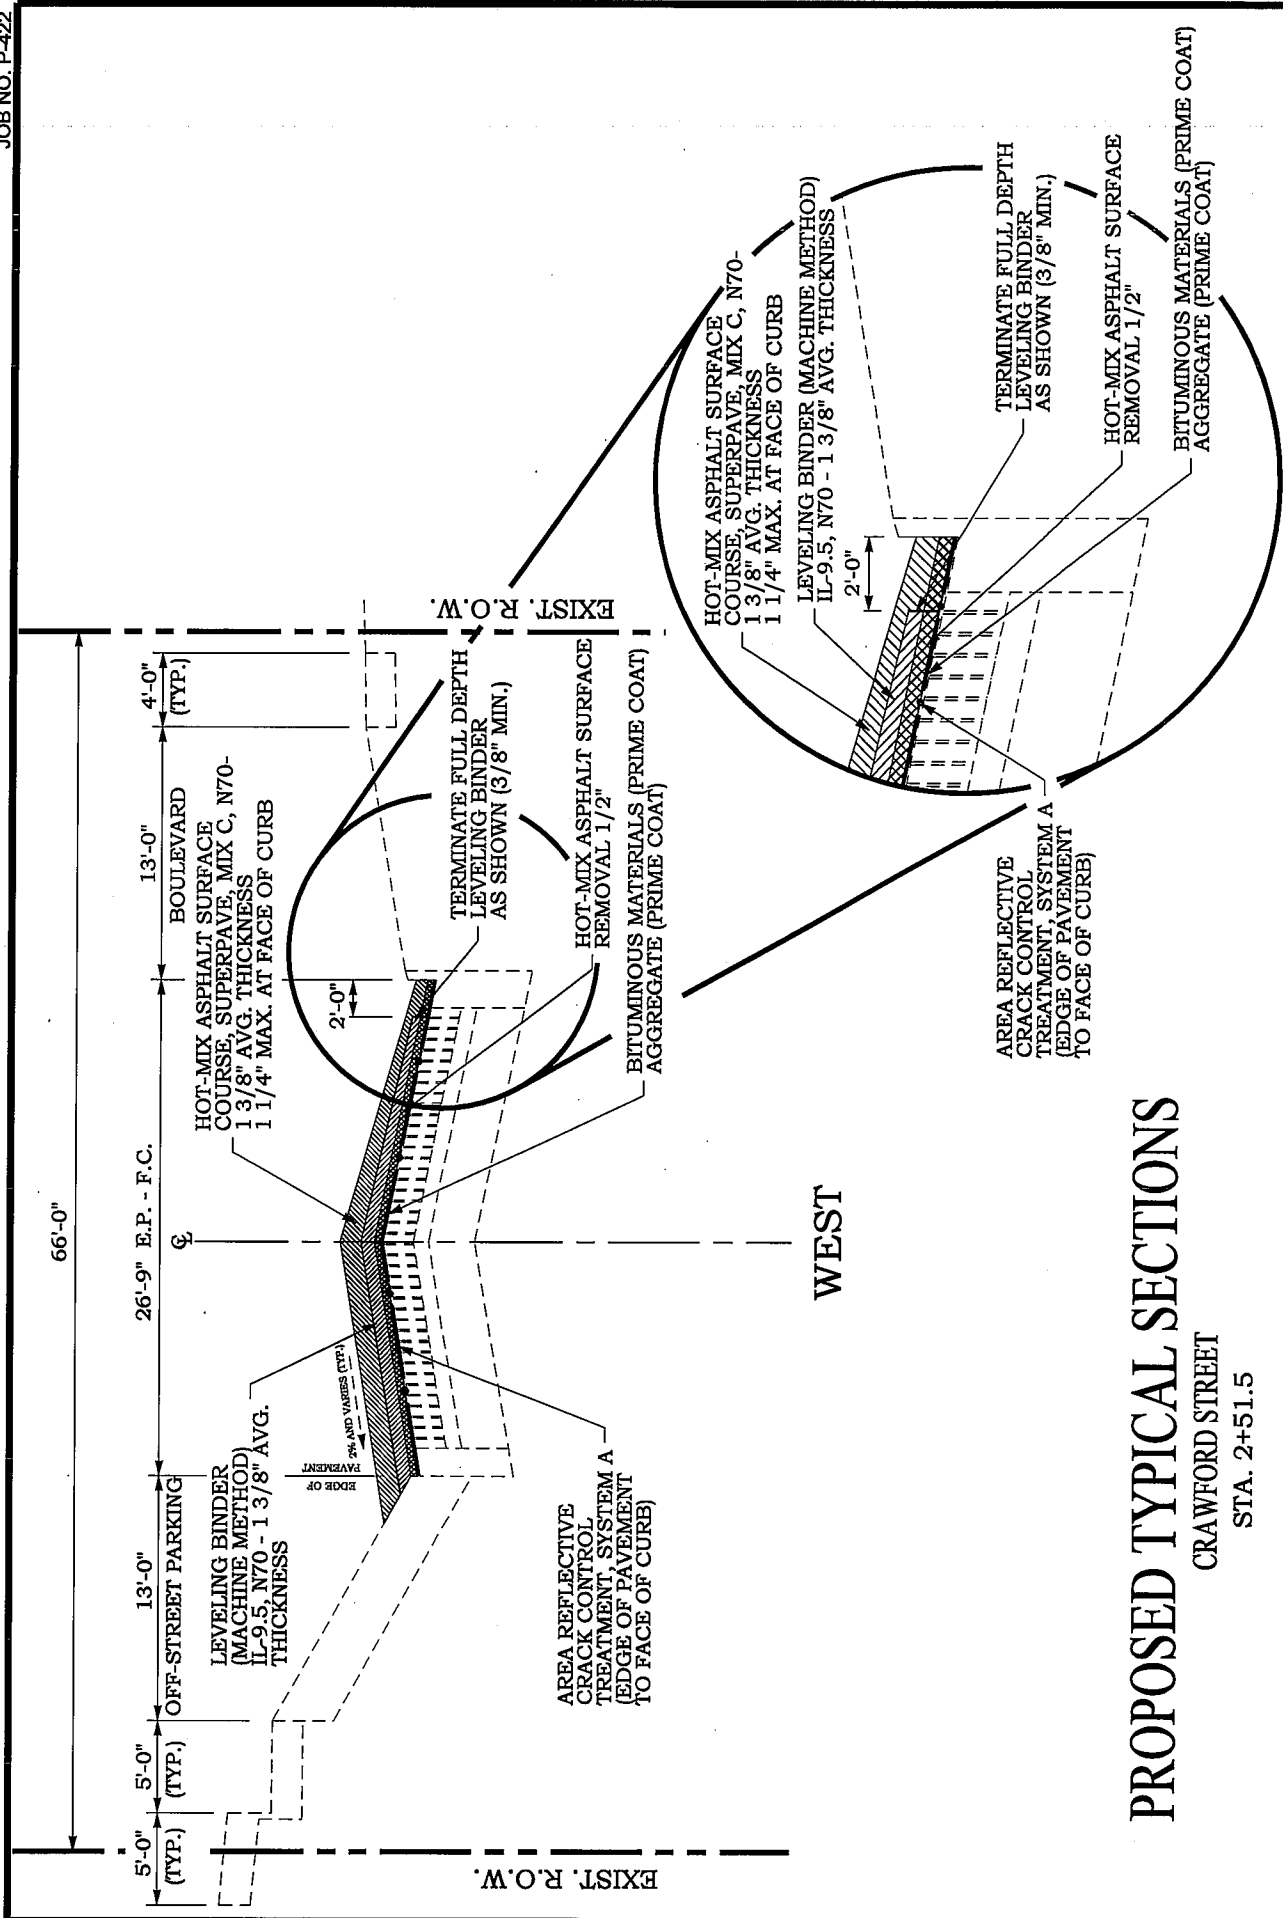 JOB NO. P-422
66'-0"
5'-0"
(TYP.)
5'-0"
(TYP.)
13'-0"
OFF-STREET PARKING
26'-9" E.P. - F.C.
13'-0"
BOULEVARD
4'-0"
(TYP.)
LEVELING BINDER
(MACHINE METHOD)
IL-9.5, N70 - 1 3/8" AVG.
THICKNESS
EDGE OF
PAVEMENT
2% AND VARIES (TYP.)
℄
HOT-MIX ASPHALT SURFACE
COURSE, SUPERPAVE, MIX C, N70-
1 3/8" AVG. THICKNESS
1 1/4" MAX. AT FACE OF CURB
2'-0"
EXIST. R.O.W.
EXIST. R.O.W.
TERMINATE FULL DEPTH
LEVELING BINDER
AS SHOWN (3/8" MIN.)
HOT-MIX ASPHALT SURFACE
REMOVAL 1/2"
BITUMINOUS MATERIALS (PRIME COAT)
AGGREGATE (PRIME COAT)
AREA REFLECTIVE
CRACK CONTROL
TREATMENT, SYSTEM A
(EDGE OF PAVEMENT
TO FACE OF CURB)
WEST
HOT-MIX ASPHALT SURFACE
COURSE, SUPERPAVE, MIX C, N70-
1 3/8" AVG. THICKNESS
1 1/4" MAX. AT FACE OF CURB
LEVELING BINDER (MACHINE METHOD)
IL-9.5, N70 - 1 3/8" AVG. THICKNESS
2'-0"
TERMINATE FULL DEPTH
LEVELING BINDER
AS SHOWN (3/8" MIN.)
HOT-MIX ASPHALT SURFACE
REMOVAL 1/2"
BITUMINOUS MATERIALS (PRIME COAT)
AGGREGATE (PRIME COAT)
AREA REFLECTIVE
CRACK CONTROL
TREATMENT, SYSTEM A
(EDGE OF PAVEMENT
TO FACE OF CURB)
PROPOSED TYPICAL SECTIONS
CRAWFORD STREET
STA. 2+51.5